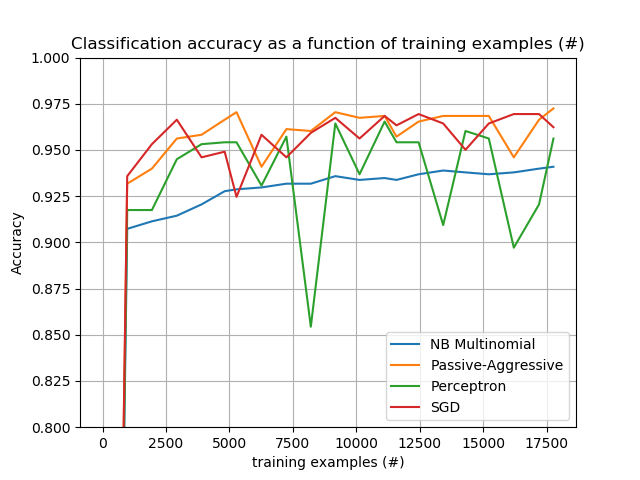 Classification accuracy as a function of training examples (#)
1.000
0.975
0.950
0.925
0.900
0.875
0.850
0.825
0.800
Accuracy
NB Multinomial
Passive-Aggressive
Perceptron
SGD
0 2500 5000 7500 10000 12500 15000 17500
training examples (#)